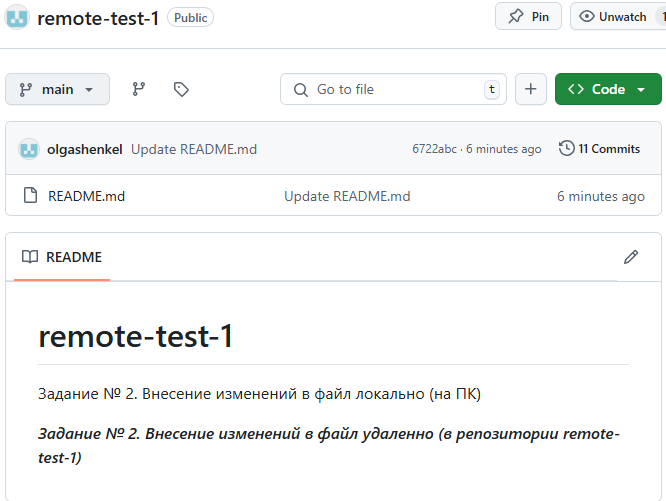 remote-test-1 Public Pin Unwatch 1
main Go to file t Code
olgashenkel Update README.md 6722abc · 6 minutes ago 11 Commits
README.md Update README.md 6 minutes ago
README
remote-test-1
Задание № 2. Внесение изменений в файл локально (на ПК)
Задание № 2. Внесение изменений в файл удаленно (в репозитории remote-
test-1)